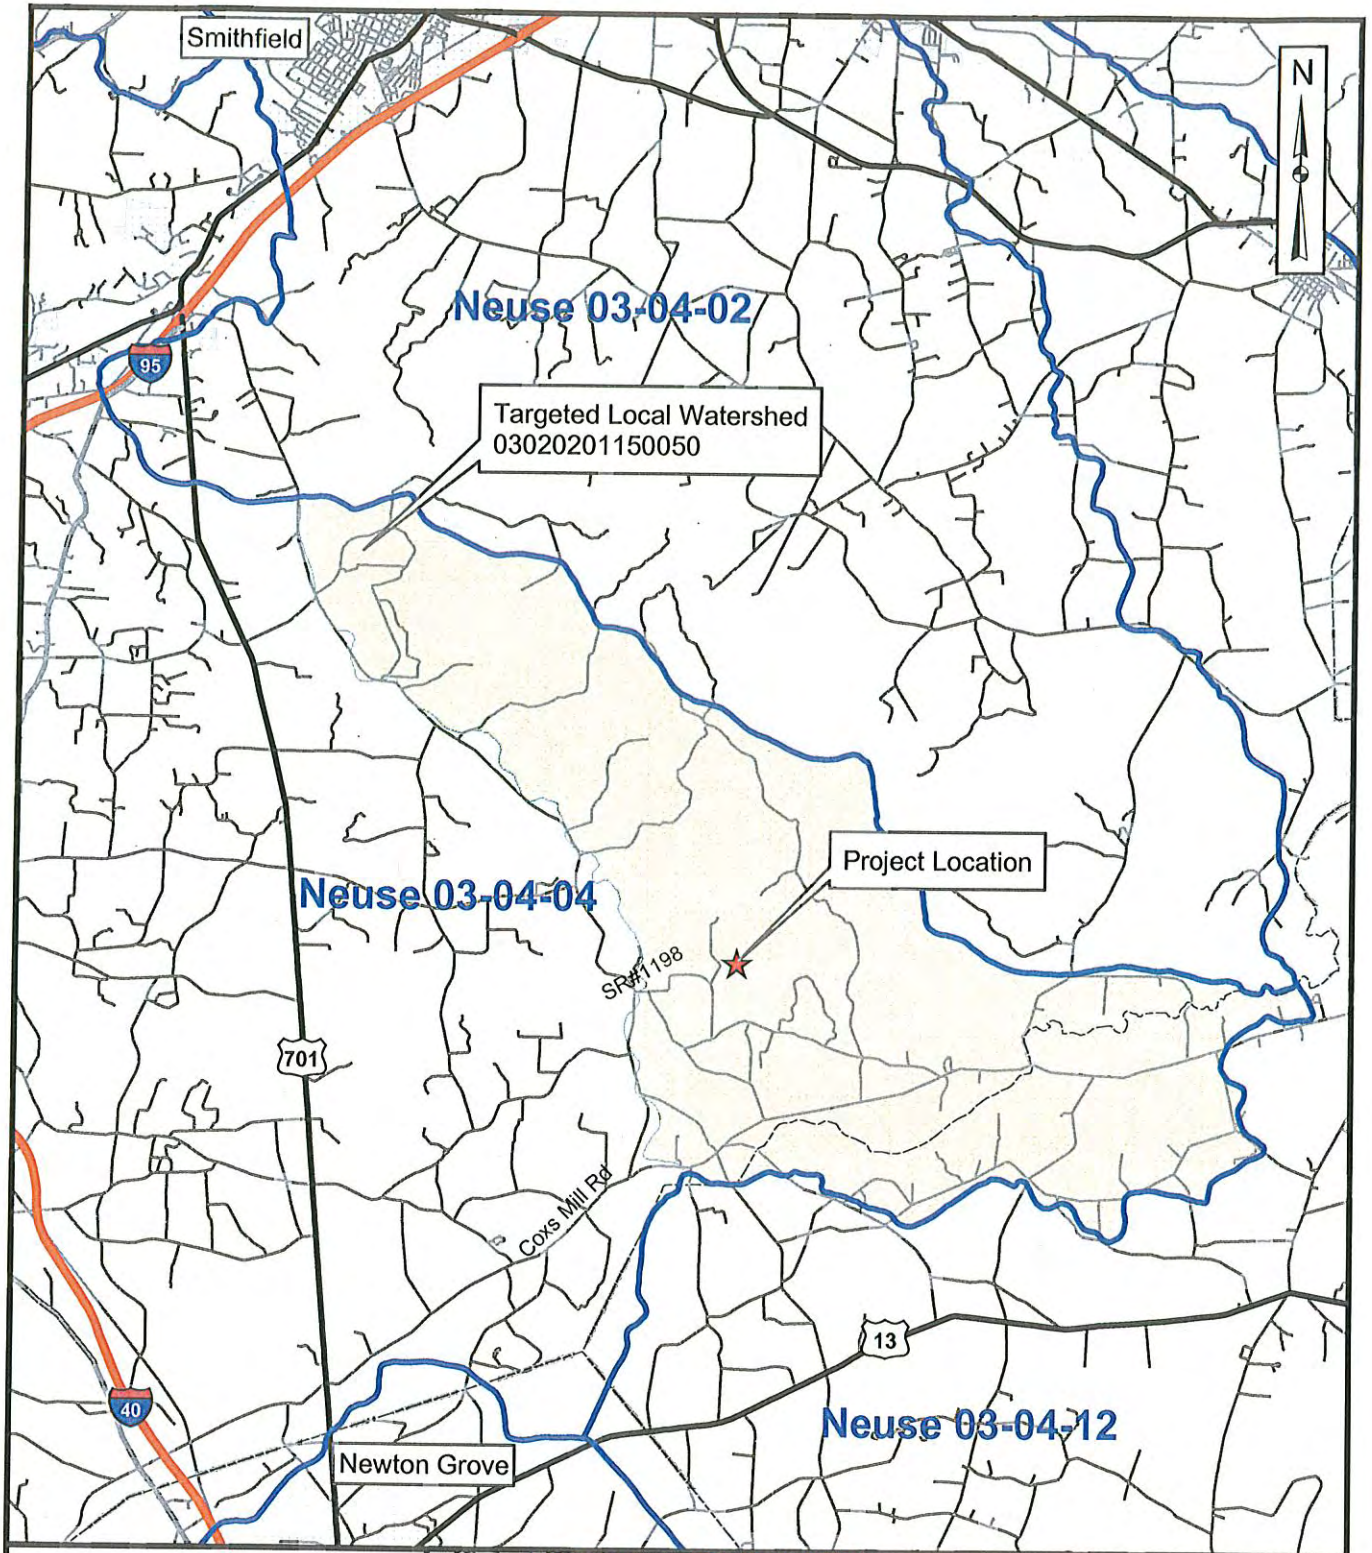 Smithfield
N
Neuse 03-04-02
95
Targeted Local Watershed
03020201150050
Project Location
Neuse 03-04-04
SR#1198
701
Coxs Mill Rd
13
40
Neuse 03-04-12
Newton Grove